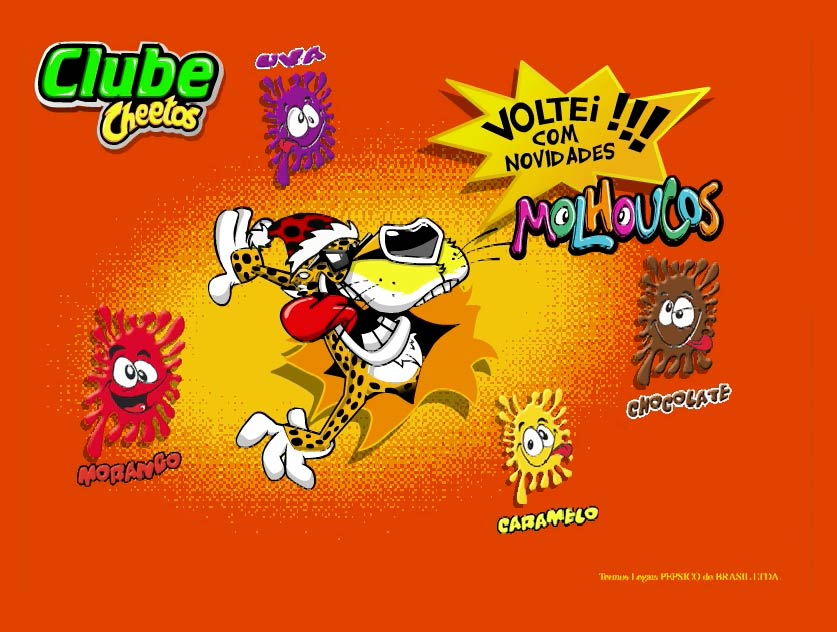 Clube
Cheetos
UVA
VOLTEi !!!
COM
NOVIDADES
MOLHOUCOS
CHOCOLATE
MORANGO
CARAMELO
Termos Legais PEPSICO do BRASIL LTDA.